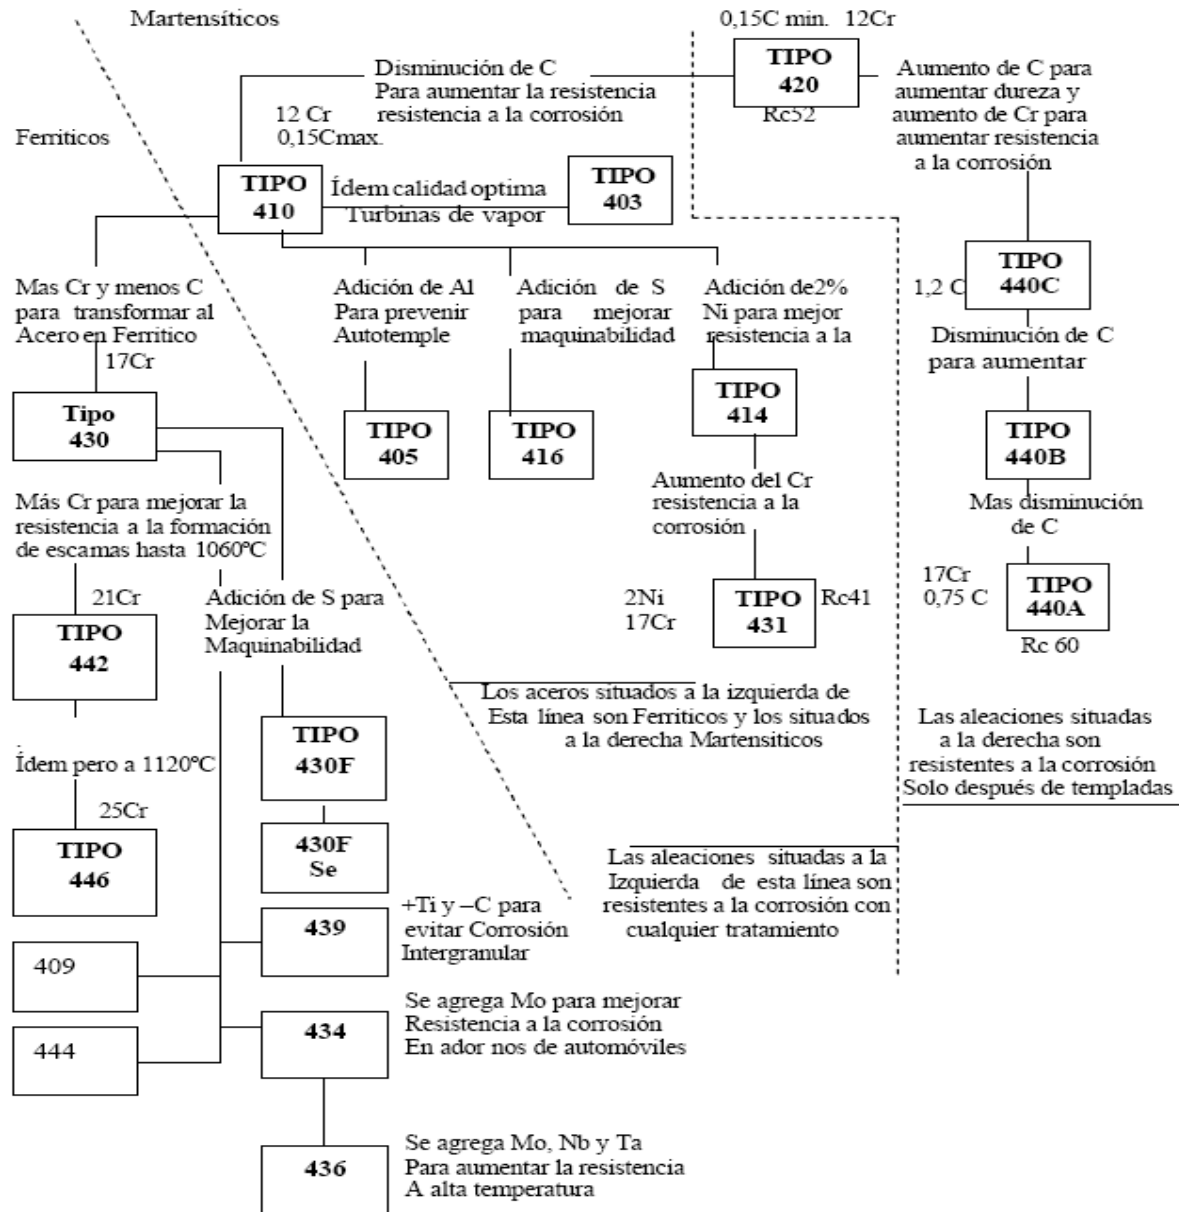 Martensíticos
0,15C min. 12Cr
TIPO
420
Rc52
Disminución de C
Para aumentar la resistencia
resistencia a la corrosión
12 Cr
0,15Cmax.
Aumento de C para
aumentar dureza y
aumento de Cr para
aumentar resistencia
a la corrosión
Ferriticos
TIPO
410
Ídem calidad optima
Turbinas de vapor
TIPO
403
Mas Cr y menos C
para transformar al
Acero en Ferritico
17Cr
Adición de Al
Para prevenir
Autotemple
Adición de S
para mejorar
maquinabilidad
Adición de2%
Ni para mejor
resistencia a la
1,2 C
TIPO
440C
Disminución de C
para aumentar
Tipo
430
TIPO
405
TIPO
416
TIPO
414
TIPO
440B
Más Cr para mejorar la
resistencia a la formación
de escamas hasta 1060ºC
Aumento del Cr
resistencia a la
corrosión
Mas disminución
de C
21Cr
TIPO
442
Adición de S para
Mejorar la
Maquinabilidad
2Ni
17Cr
TIPO
431
Rc41
17Cr
0,75 C
TIPO
440A
Rc 60
Los aceros situados a la izquierda de
Esta línea son Ferriticos y los situados
a la derecha Martensiticos
Las aleaciones situadas
a la derecha son
resistentes a la corrosión
Solo después de templadas
TIPO
430F
Ídem pero a 1120ºC
25Cr
TIPO
446
430F
Se
Las aleaciones situadas a la
Izquierda de esta línea son
resistentes a la corrosión con
cualquier tratamiento
439
+Ti y –C para
evitar Corrosión
Intergranular
409
444
434
Se agrega Mo para mejorar
Resistencia a la corrosión
En ador nos de automóviles
436
Se agrega Mo, Nb y Ta
Para aumentar la resistencia
A alta temperatura